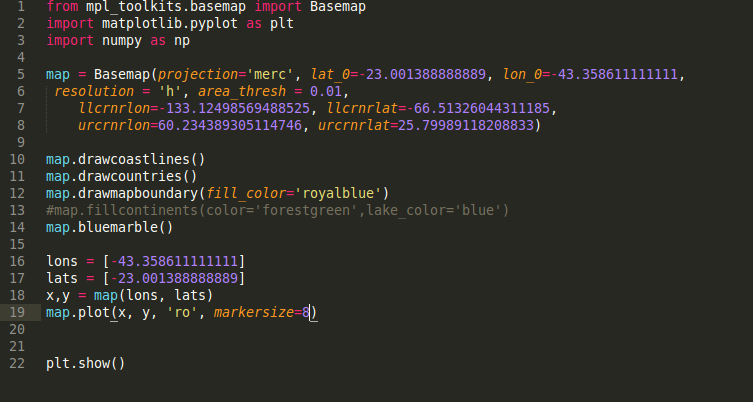 1 from mpl_toolkits.basemap import Basemap
2 import matplotlib.pyplot as plt
3 import numpy as np
4
5 map = Basemap(projection='merc', lat_0=-23.001388888889, lon_0=-43.358611111111,
6  resolution = 'h', area_thresh = 0.01,
7     llcrnrlon=-133.12498569488525, llcrnrlat=-66.51326044311185,
8     urcrnrlon=60.234389305114746, urcrnrlat=25.79989118208833)
9
10 map.drawcoastlines()
11 map.drawcountries()
12 map.drawmapboundary(fill_color='royalblue')
13 #map.fillcontinents(color='forestgreen',lake_color='blue')
14 map.bluemarble()
15
16 lons = [-43.358611111111]
17 lats = [-23.001388888889]
18 x,y = map(lons, lats)
19 map.plot(x, y, 'ro', markersize=8)
20
21
22 plt.show()